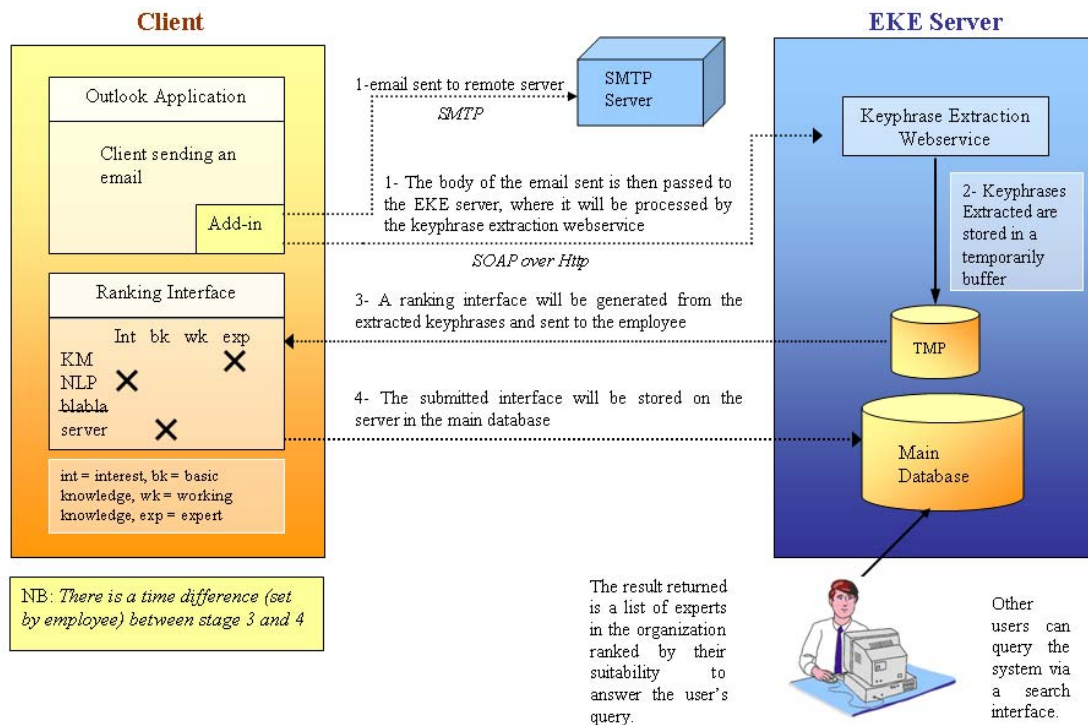 Client
EKE Server
Outlook Application
Client sending an
email
Add-in
1-email sent to remote server
SMTP
SMTP
Server
1- The body of the email sent is then passed to
the EKE server, where it will be processed by
the keyphrase extraction webservice
SOAP over Http
Keyphrase Extraction
Webservice
2- Keyphrases
Extracted are
stored in a
temporarily
buffer
Ranking Interface
Int bk wk exp
KM
NLP
blabla
server
3- A ranking interface will be generated from the
extracted keyphrases and sent to the employee
TMP
4- The submitted interface will be stored on the
server in the main database
Main
Database
int = interest, bk = basic
knowledge, wk = working
knowledge, exp = expert
NB: There is a time difference (set
by employee) between stage 3 and 4
The result returned
is a list of experts
in the organization
ranked by their
suitability to
answer the user's
query.
Other
users can
query the
system via
a search
interface.